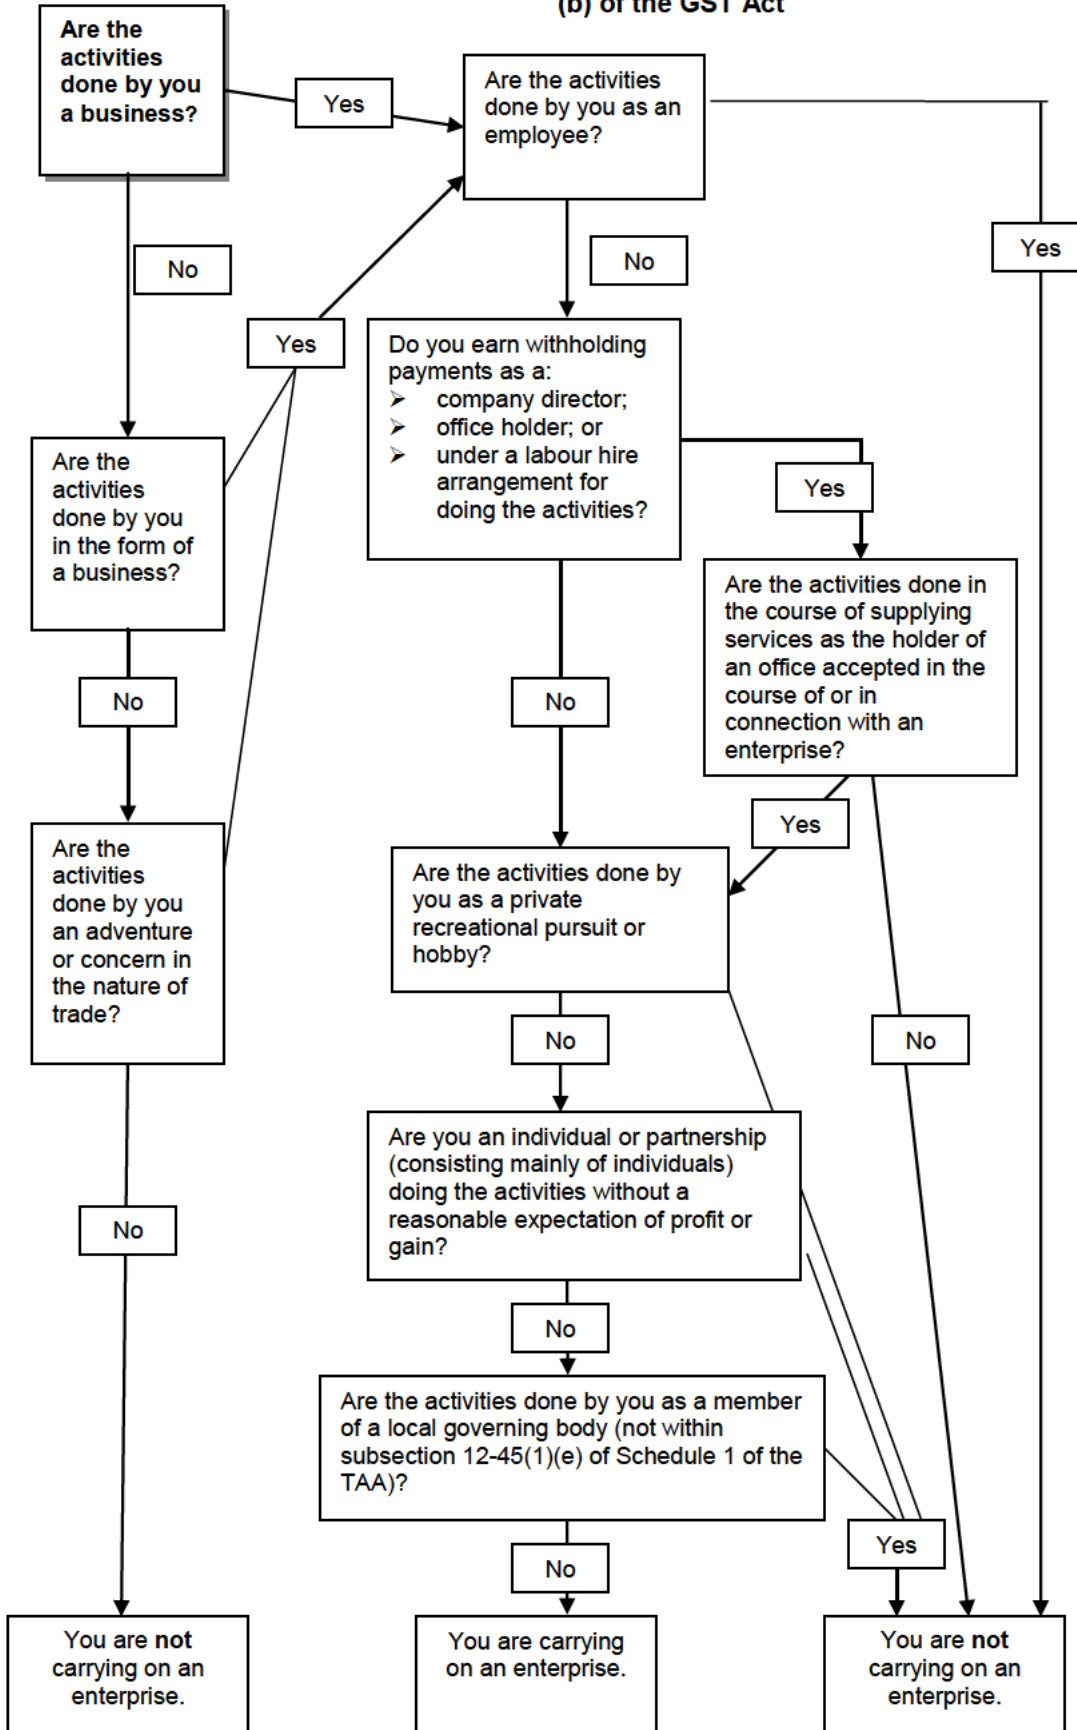 (b) of the GST Act
Are the
activities
done by you
a business?
Yes
Are the activities
done by you as an
employee?
Yes
No
No
Yes
Do you earn withholding
payments as a:
➢ company director;
➢ office holder; or
➢ under a labour hire
arrangement for
doing the activities?
Are the
activities
done by you
in the form of
a business?
Yes
Are the activities done in
the course of supplying
services as the holder of
an office accepted in the
course of or in
connection with an
enterprise?
No
No
Yes
Are the
activities
done by you
an adventure
or concern in
the nature of
trade?
Are the activities done by
you as a private
recreational pursuit or
hobby?
No
No
Are you an individual or partnership
(consisting mainly of individuals)
doing the activities without a
reasonable expectation of profit or
gain?
No
No
Are the activities done by you as a member
of a local governing body (not within
subsection 12-45(1)(e) of Schedule 1 of the
TAA)?
Yes
No
You are not
carrying on an
enterprise.
You are carrying
on an enterprise.
You are not
carrying on an
enterprise.